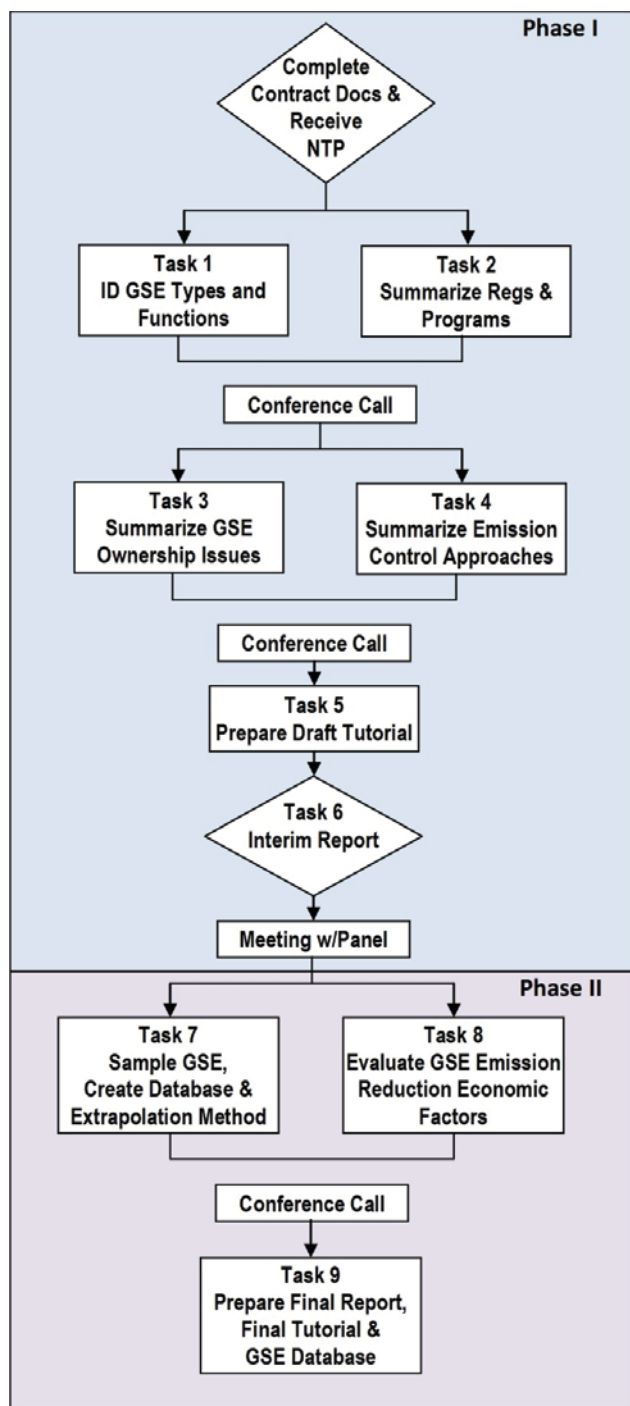 Phase I
Complete
Contract Docs &
Receive
NTP
Task 1
ID GSE Types and
Functions
Task 2
Summarize Regs &
Programs
Conference Call
Task 3
Summarize GSE
Ownership Issues
Task 4
Summarize Emission
Control Approaches
Conference Call
Task 5
Prepare Draft Tutorial
Task 6
Interim Report
Meeting w/Panel
Phase II
Task 7
Sample GSE,
Create Database &
Extrapolation Method
Task 8
Evaluate GSE Emission
Reduction Economic
Factors
Conference Call
Task 9
Prepare Final Report,
Final Tutorial &
GSE Database